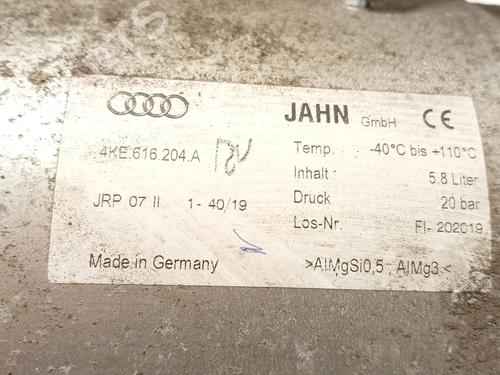 JAHN GmbH CE
4KE.616.204.A
Temp. -40°C bis +110°C
Inhalt : 5.8 Liter
JRP 07 II 1- 40/19
Druck 20 bar
Los-Nr. FI- 202019
Made in Germany >AlMgSi0,5 - AlMg3<